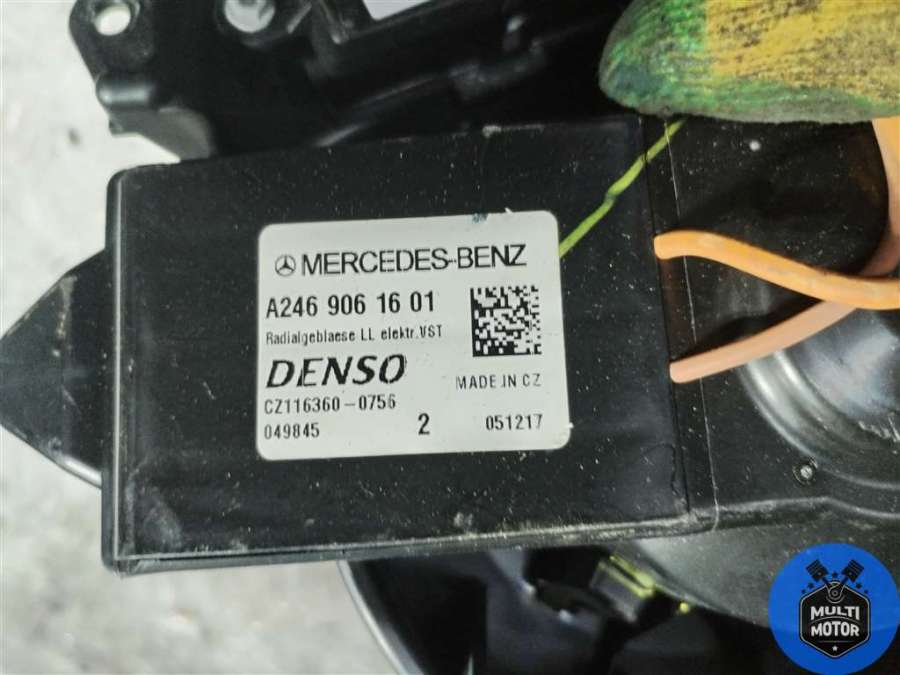 MERCEDES-BENZ
A246 906 16 01
Radialgeblaese LL elektr.VST
DENSO
MADE IN CZ
CZ116360-0756
049845 2 051217
MULTI
MOTOR